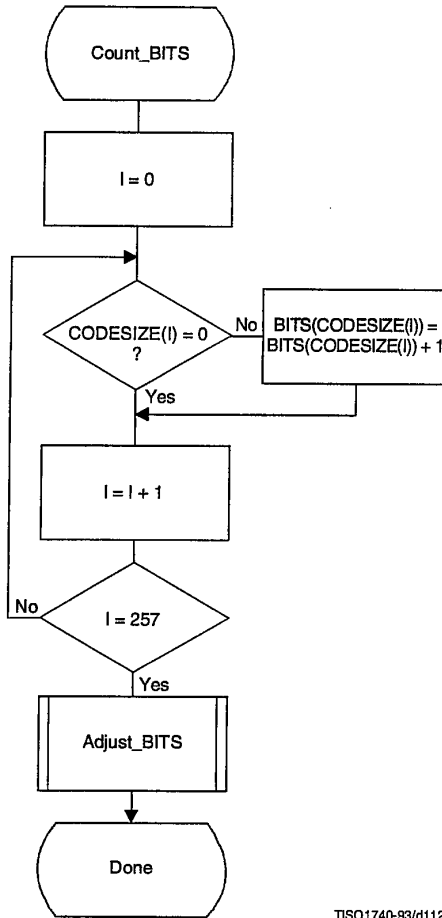 Count_BITS
I = 0
CODESIZE(I) = 0
?
No
BITS(CODESIZE(I)) =
BITS(CODESIZE(I)) + 1
Yes
I = I + 1
No
I = 257
Yes
Adjust_BITS
Done
TISO1740-93/d112